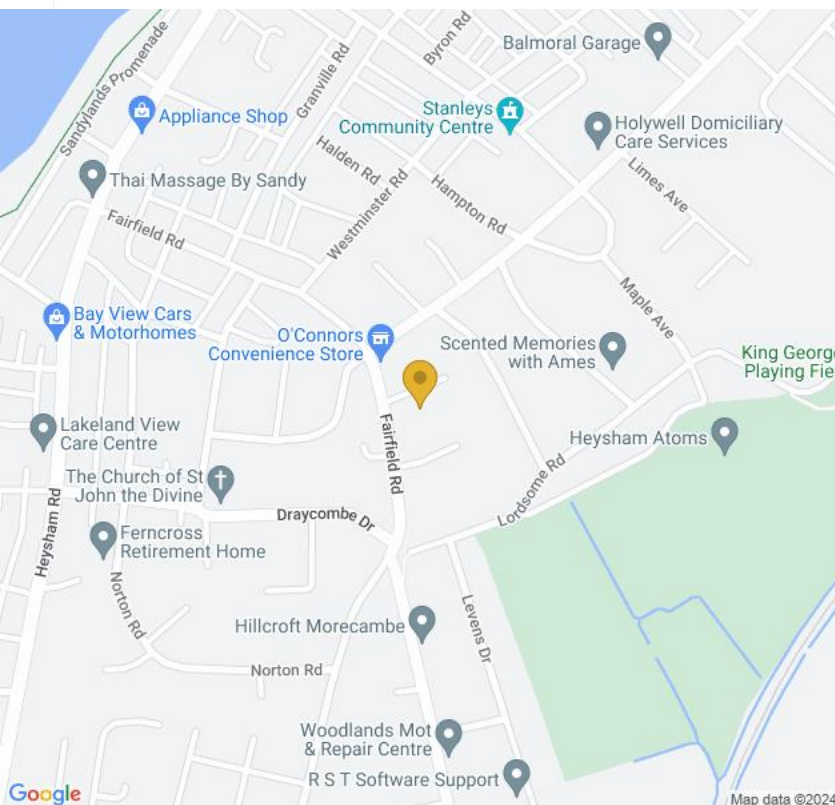 Sandylands Promenade
Granville Rd
Byron Rd
Balmoral Garage
Appliance Shop
Stanleys
Community Centre
Holywell Domiciliary
Care Services
Halden Rd
Thai Massage By Sandy
Westminster Rd
Hampton Rd
Limes Ave
Fairfield Rd
Maple Ave
Bay View Cars
& Motorhomes
O'Connors
Convenience Store
Scented Memories
with Ames
King George
Playing Fie
Lakeland View
Care Centre
Fairfield Rd
Heysham Atoms
The Church of St
John the Divine
Lordsome Rd
Heysham Rd
Draycombe Dr
Ferncross
Retirement Home
Norton Rd
Levens Dr
Hillcroft Morecambe
Norton Rd
Woodlands Mot
& Repair Centre
R S T Software Support
Google
Map data ©2024